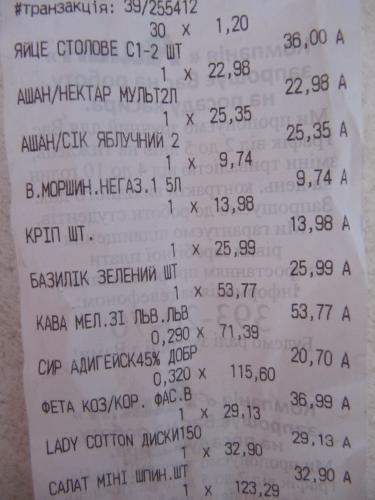 #транзакція: 39/255412
30 x 1,20
ЯЙЦЕ СТОЛОВЕ С1-2 ШТ 36,00 А
1 x 22,98
АШАН/НЕКТАР МУЛЬТ2Л 22,98 А
1 x 25,35
АШАН/СІК ЯБЛУЧНИЙ 2 25,35 А
1 x 9,74
В.МОРШИН.НЕГАЗ.1 5Л 9,74 А
1 x 13,98
КРІП ШТ. 13,98 А
1 x 25,99
БАЗИЛІК ЗЕЛЕНИЙ ШТ 25,99 А
1 x 53,77
КАВА МЕЛ.ЗІ ЛЬВ.ЛЬВ 53,77 А
0,290 x 71,39
СИР АДИГЕЙСК45% ДОБР 20,70 А
0,320 x 115,60
ФЕТА КОЗ/КОР. ФАС.В 36,99 А
1 x 29,13
LADY COTTON ДИСКИ150 29,13 А
1 x 32,90
САЛАТ МІНІ ШПИН.ШТ 32,90 А
1 x 123,29